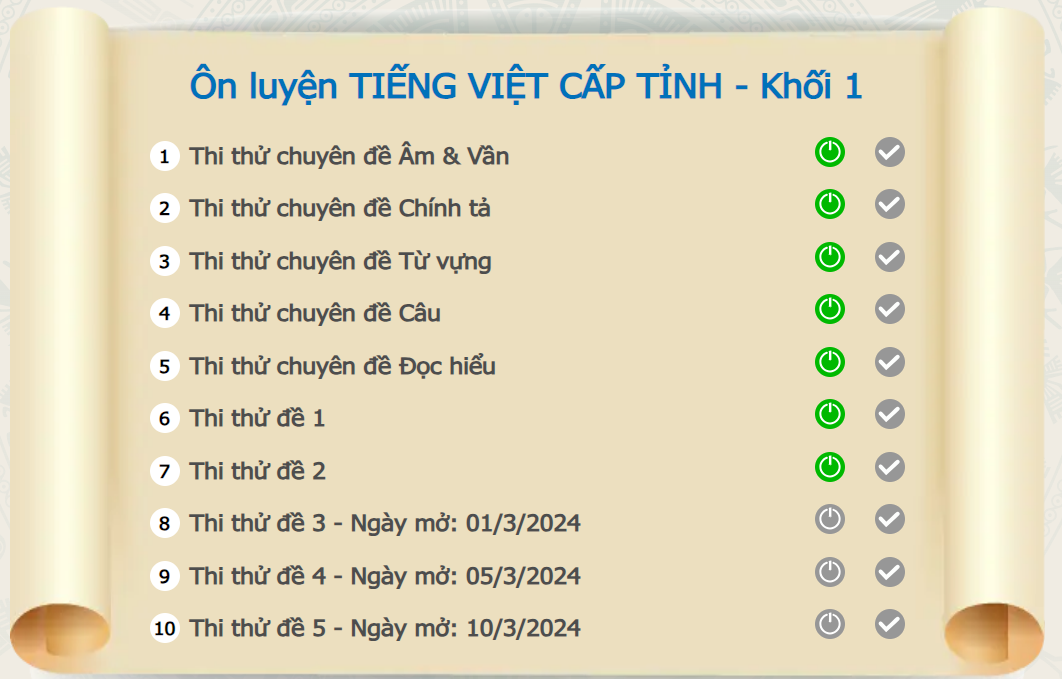 Ôn luyện TIẾNG VIỆT CẤP TỈNH - Khối 1
1 Thi thử chuyên đề Âm & Vần
2 Thi thử chuyên đề Chính tả
3 Thi thử chuyên đề Từ vựng
4 Thi thử chuyên đề Câu
5 Thi thử chuyên đề Đọc hiểu
6 Thi thử đề 1
7 Thi thử đề 2
8 Thi thử đề 3 - Ngày mở: 01/3/2024
9 Thi thử đề 4 - Ngày mở: 05/3/2024
10 Thi thử đề 5 - Ngày mở: 10/3/2024